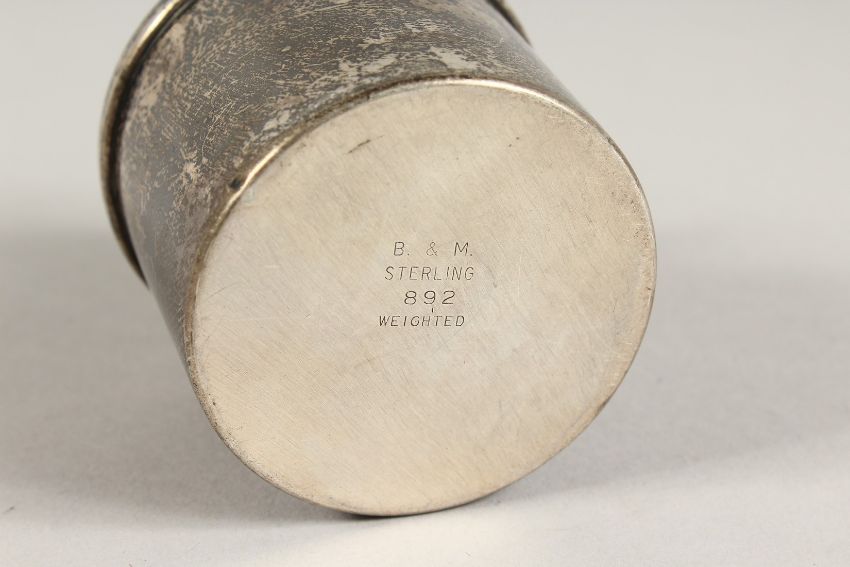 B. & M.
STERLING
892
WEIGHTED